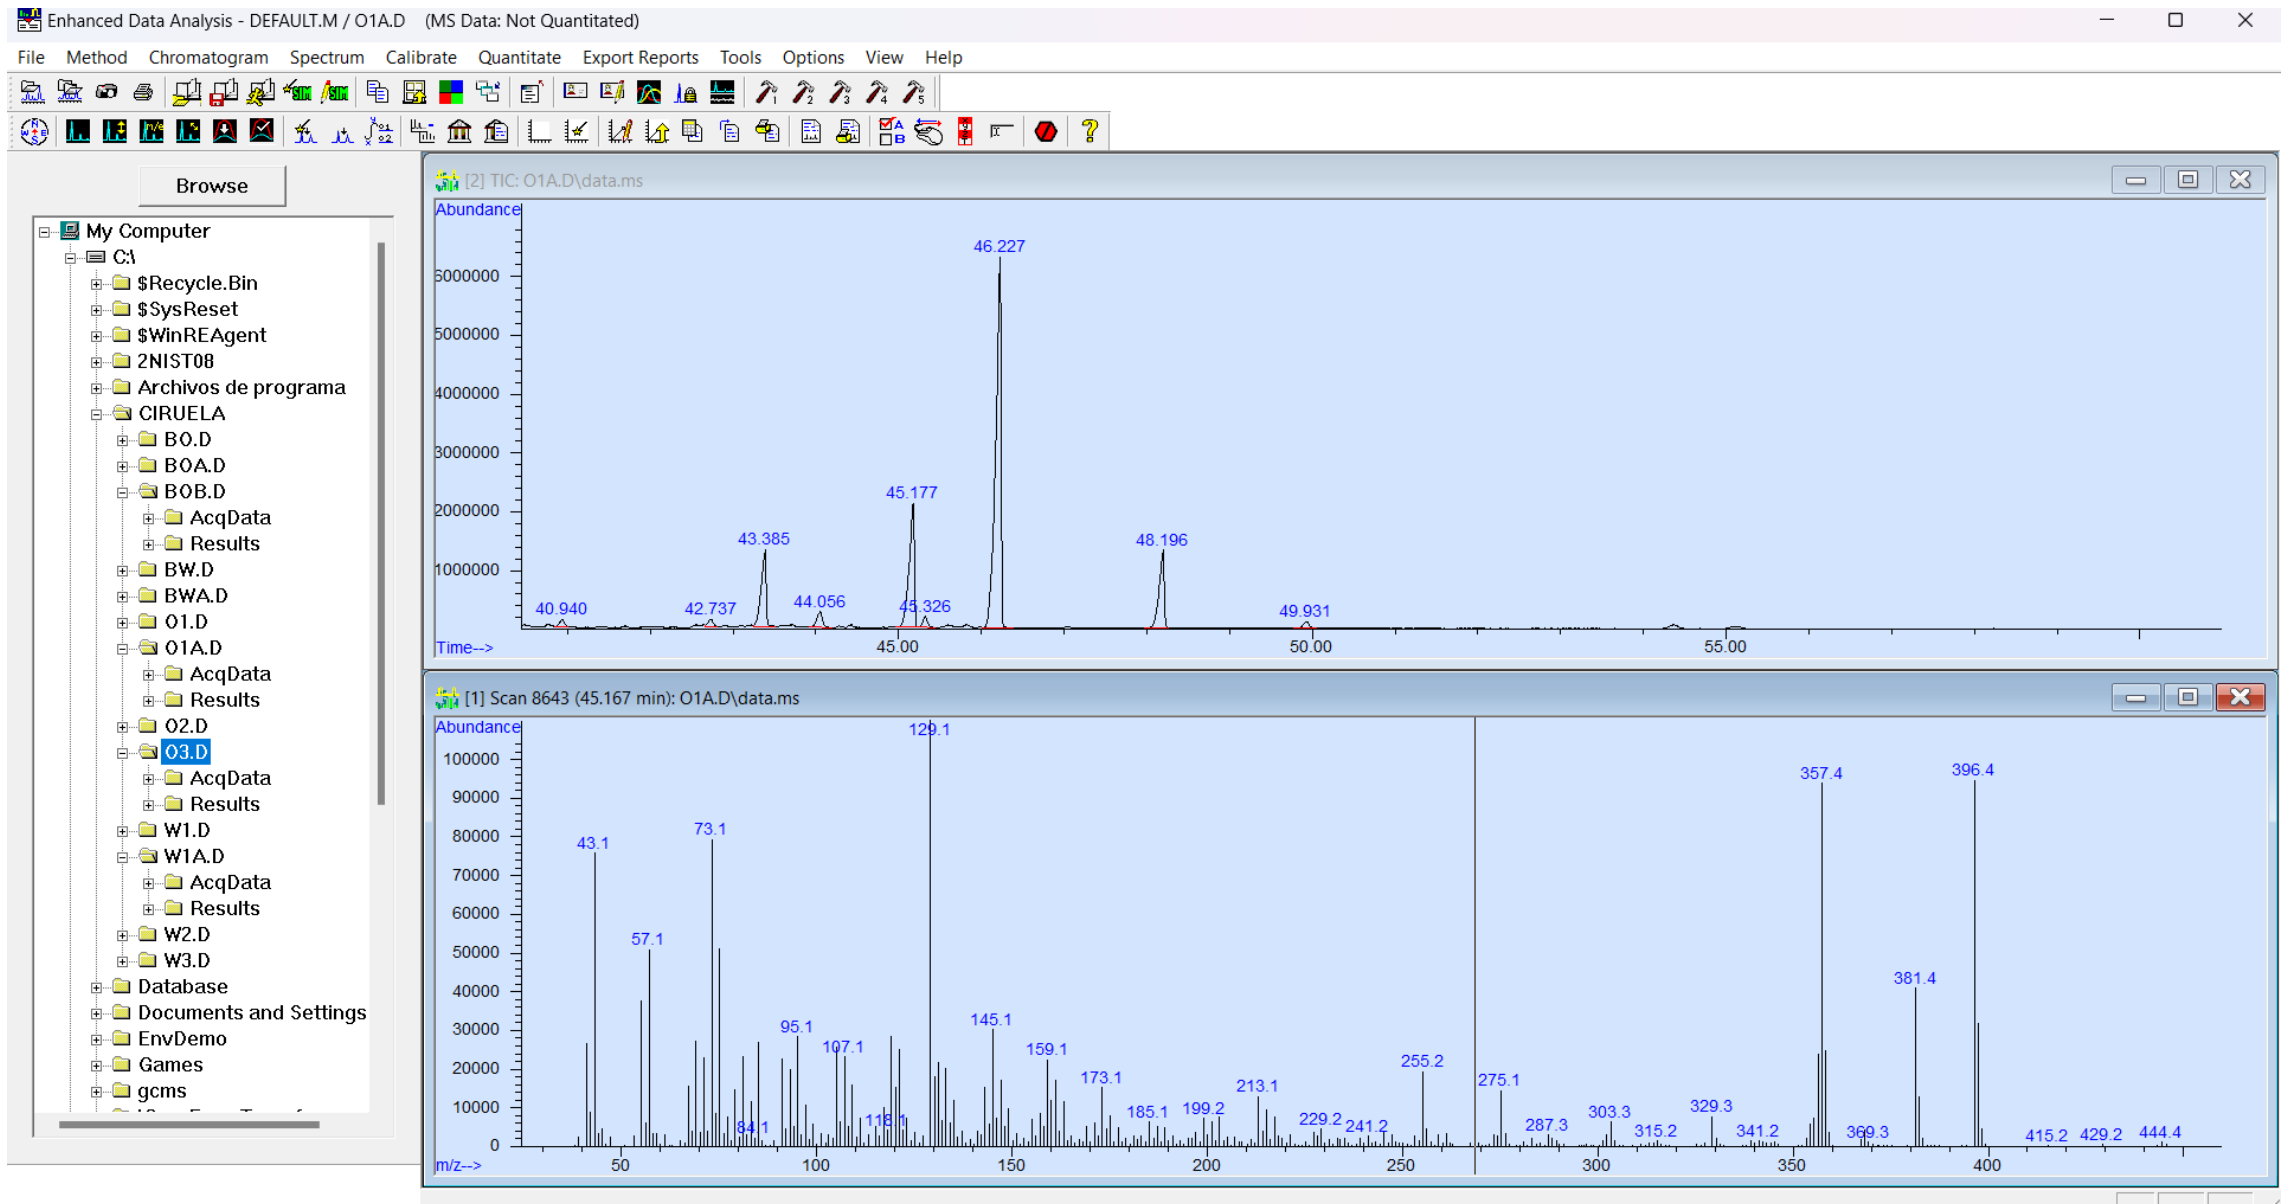 Enhanced Data Analysis - DEFAULT.M / O1A.D    (MS Data: Not Quantitated)
File Method Chromatogram Spectrum Calibrate Quantitate Export Reports Tools Options View Help
Browse
My Computer
C:\
$Recycle.Bin
$SysReset
$WinREAgent
2NIST08
Archivos de programa
CIRUELA
BO.D
BOA.D
BOB.D
AcqData
Results
BW.D
BWA.D
O1.D
O1A.D
AcqData
Results
O2.D
O3.D
AcqData
Results
W1.D
W1A.D
AcqData
Results
W2.D
W3.D
Database
Documents and Settings
EnvDemo
Games
gcms
[2] TIC: O1A.D\data.ms
Abundance
46.227
6000000
5000000
4000000
3000000
45.177
2000000
43.385
48.196
1000000
40.940
42.737
44.056
45.326
49.931
Time-->
45.00
50.00
55.00
[1] Scan 8643 (45.167 min): O1A.D\data.ms
Abundance
129.1
100000
357.4
396.4
90000
80000
73.1
43.1
70000
60000
57.1
50000
381.4
40000
30000
95.1
145.1
107.1
159.1
20000
255.2
173.1
275.1
213.1
10000
84.1
118.1
185.1
199.2
229.2
241.2
287.3
303.3
315.2
329.3
341.2
369.3
415.2
429.2
444.4
0
m/z-->
50
100
150
200
250
300
350
400